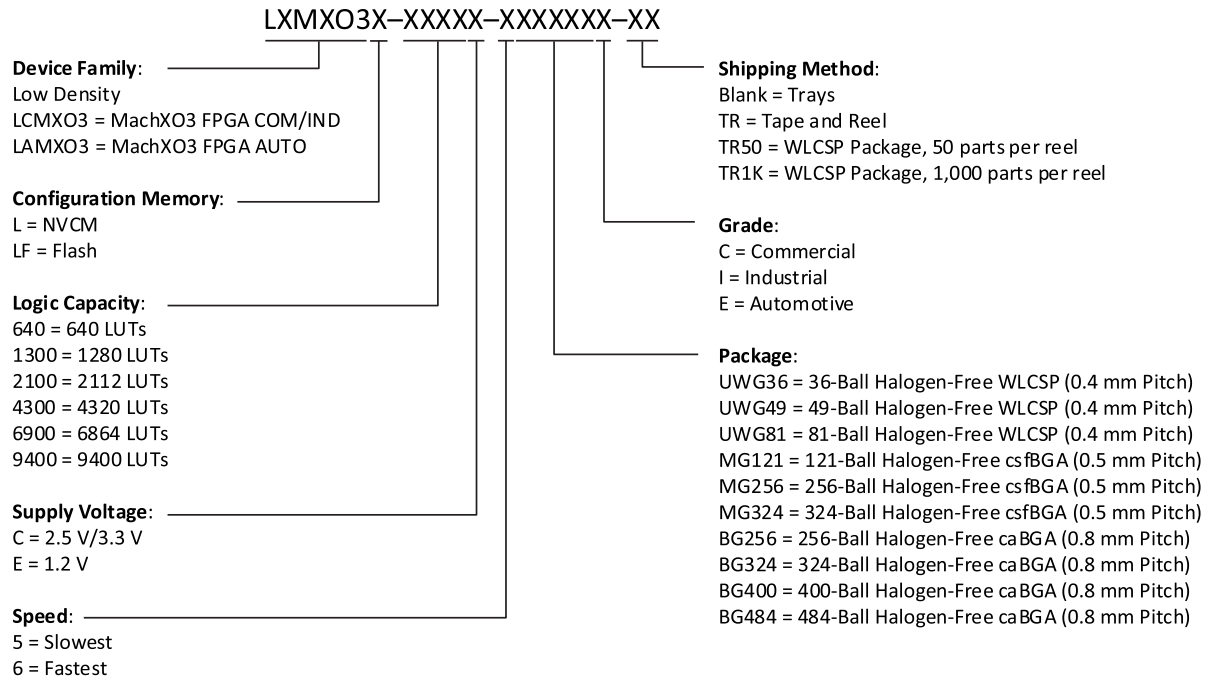 LXMXO3X–XXXXX–XXXXXXX–XX
Device Family:
Low Density
LCMXO3 = MachXO3 FPGA COM/IND
LAMXO3 = MachXO3 FPGA AUTO
Configuration Memory:
L = NVCM
LF = Flash
Logic Capacity:
640 = 640 LUTs
1300 = 1280 LUTs
2100 = 2112 LUTs
4300 = 4320 LUTs
6900 = 6864 LUTs
9400 = 9400 LUTs
Supply Voltage:
C = 2.5 V/3.3 V
E = 1.2 V
Speed:
5 = Slowest
6 = Fastest
Shipping Method:
Blank = Trays
TR = Tape and Reel
TR50 = WLCSP Package, 50 parts per reel
TR1K = WLCSP Package, 1,000 parts per reel
Grade:
C = Commercial
I = Industrial
E = Automotive
Package:
UWG36 = 36-Ball Halogen-Free WLCSP (0.4 mm Pitch)
UWG49 = 49-Ball Halogen-Free WLCSP (0.4 mm Pitch)
UWG81 = 81-Ball Halogen-Free WLCSP (0.4 mm Pitch)
MG121 = 121-Ball Halogen-Free csfBGA (0.5 mm Pitch)
MG256 = 256-Ball Halogen-Free csfBGA (0.5 mm Pitch)
MG324 = 324-Ball Halogen-Free csfBGA (0.5 mm Pitch)
BG256 = 256-Ball Halogen-Free caBGA (0.8 mm Pitch)
BG324 = 324-Ball Halogen-Free caBGA (0.8 mm Pitch)
BG400 = 400-Ball Halogen-Free caBGA (0.8 mm Pitch)
BG484 = 484-Ball Halogen-Free caBGA (0.8 mm Pitch)